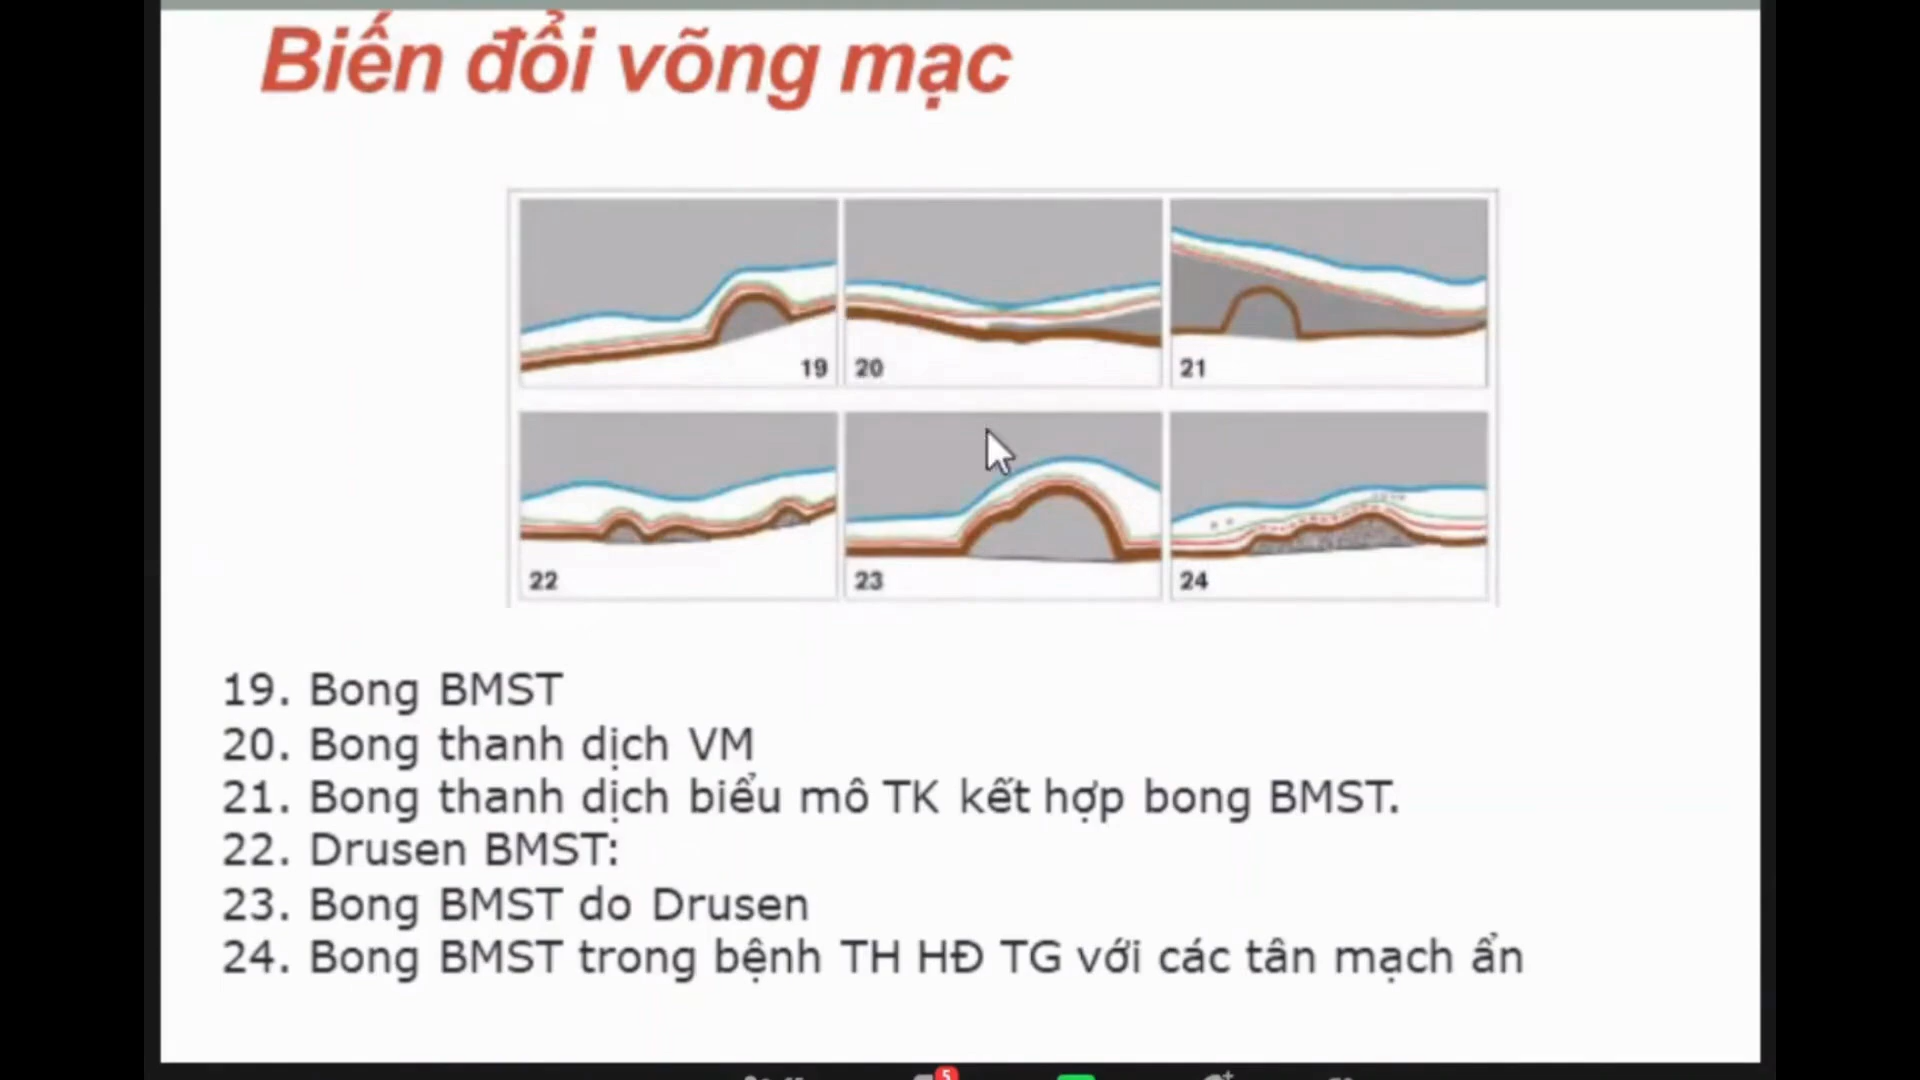 Biến đổi võng mạc
19
20
21
22
23
24
19. Bong BMST
20. Bong thanh dịch VM
21. Bong thanh dịch biểu mô TK kết hợp bong BMST.
22. Drusen BMST:
23. Bong BMST do Drusen
24. Bong BMST trong bệnh TH HĐ TG với các tân mạch ẩn
5